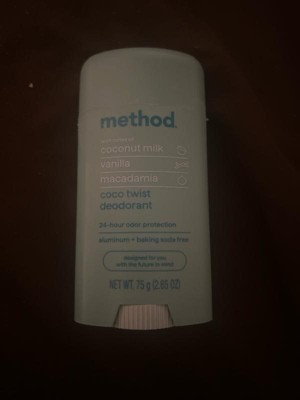 method.
coconut milk
vanilla
macadamia
coco twist
deodorant
24-hour odor protection
aluminum + baking soda free
designed for you,
with the future in mind
NET WT. 75 g (2.65 OZ)